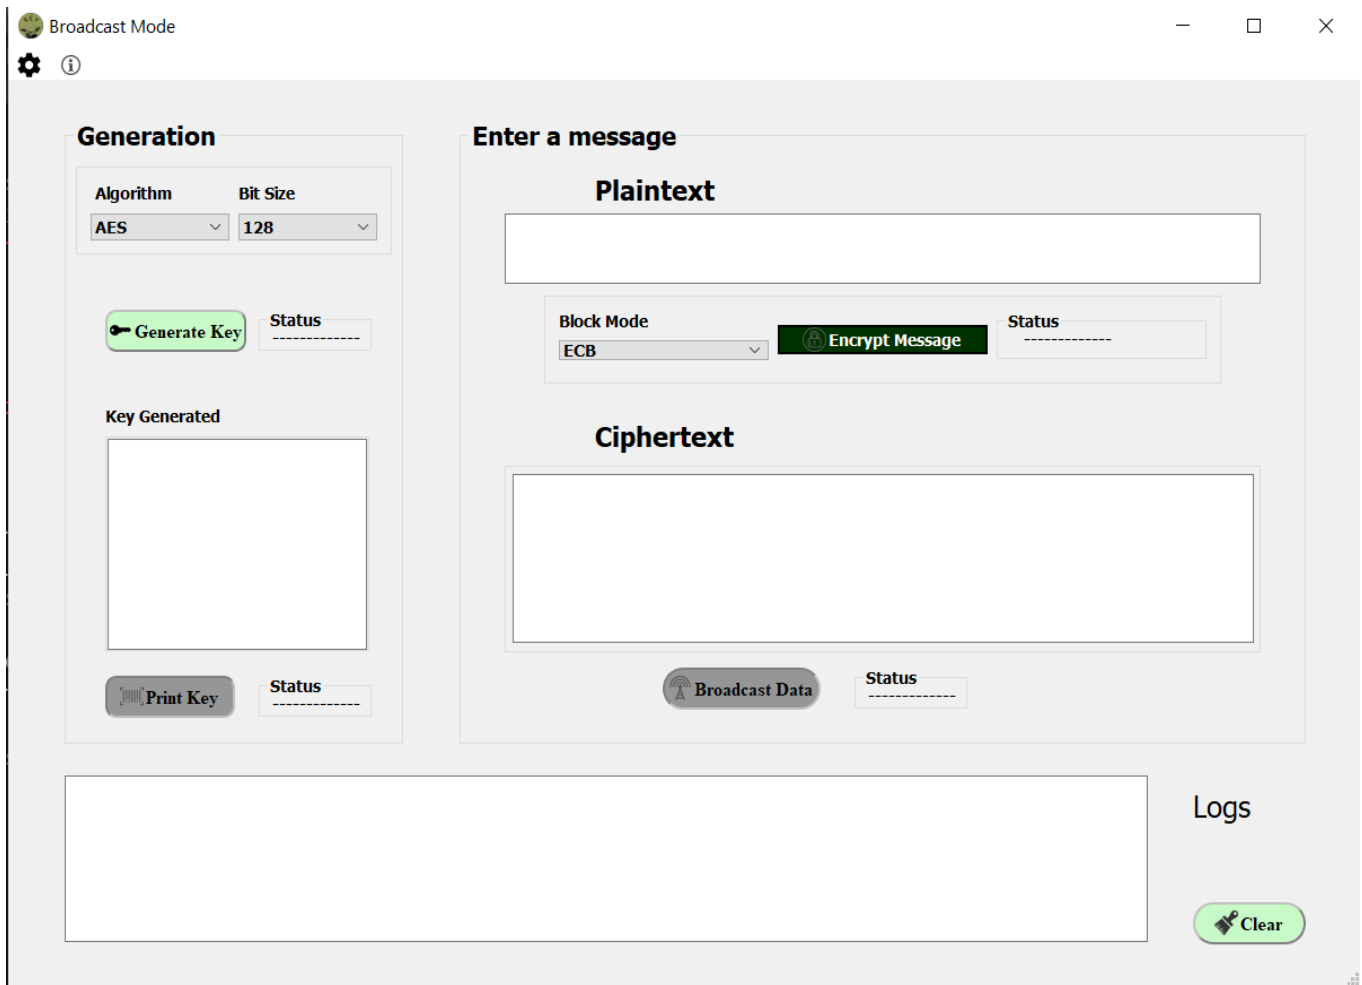 Broadcast Mode
Generation
Algorithm
Bit Size
AES
128
Generate Key
Status
-------------
Key Generated
Print Key
Status
-------------
Enter a message
Plaintext
Block Mode
ECB
Encrypt Message
Status
-------------
Ciphertext
Broadcast Data
Status
-------------
Logs
Clear